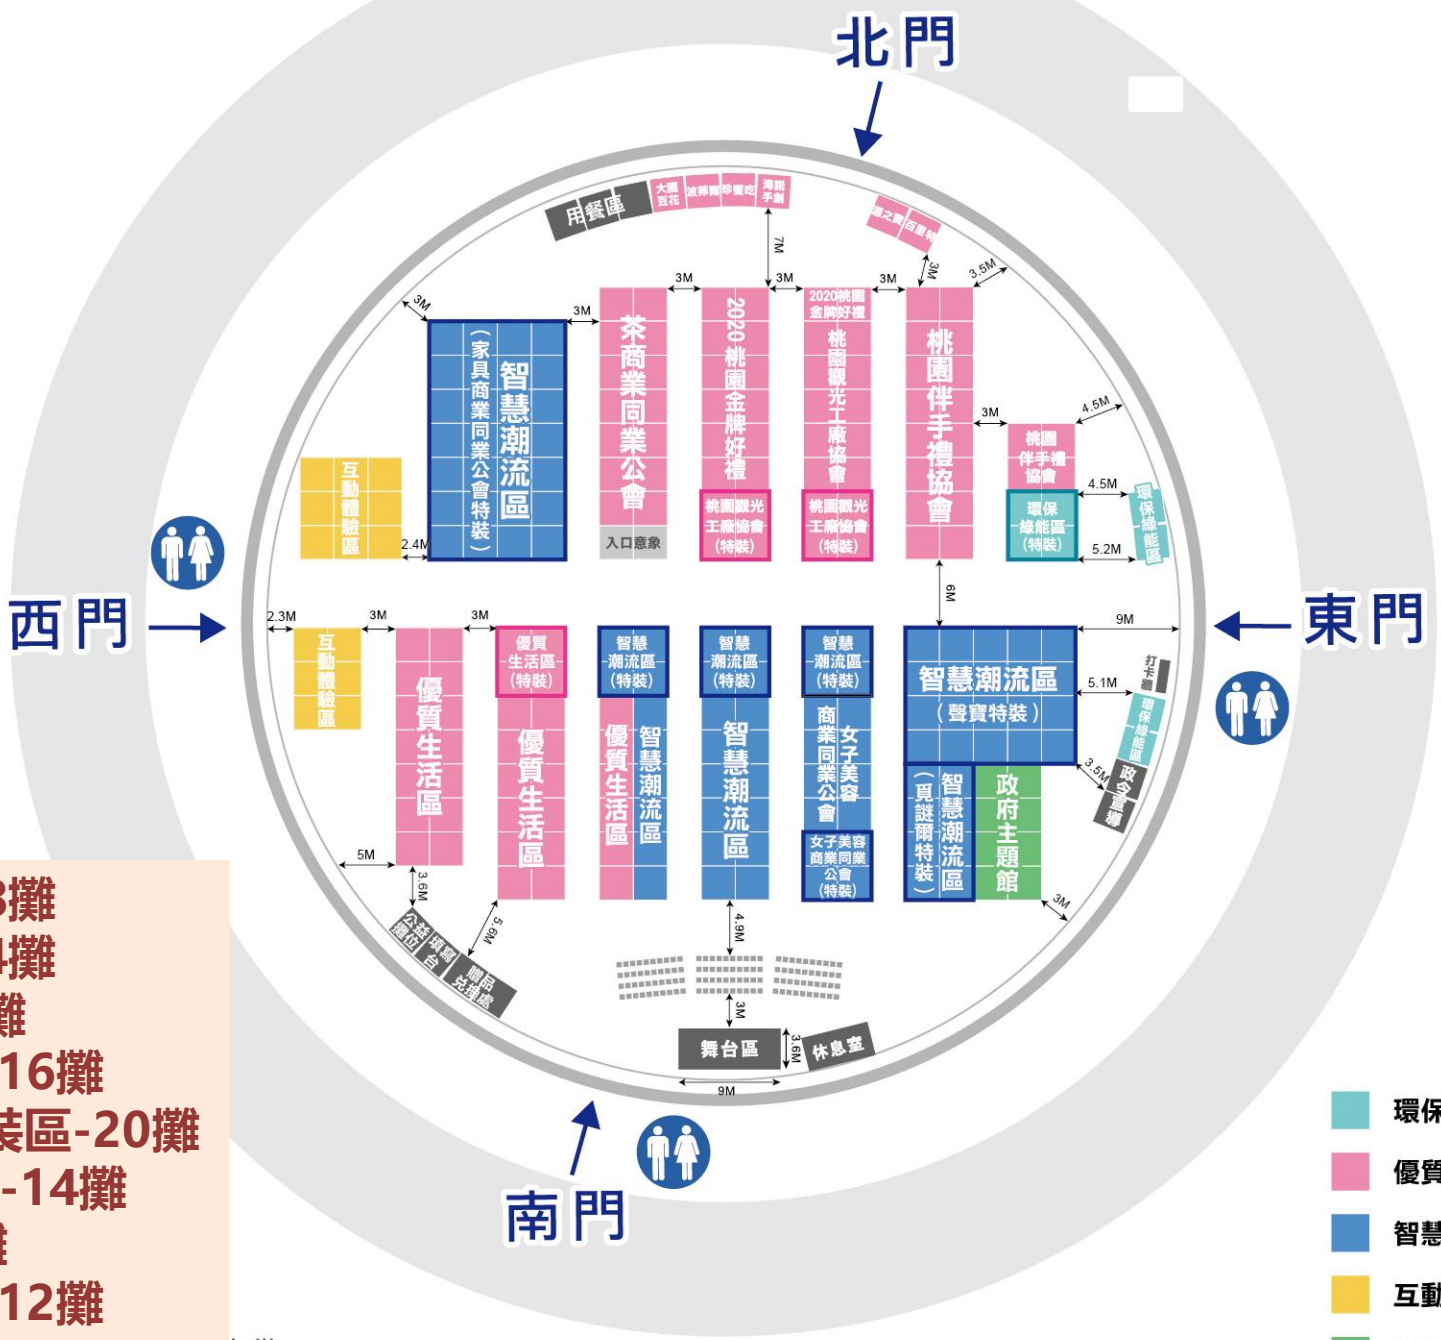 北門
用餐區
大園
豆花
波菲爾
珍饗吃
海諾
手創
源之寶
百里特
7M
3M
3.5M
3M
3M
3M
3M
3M
茶商業同業公會
入口意象
2020桃園金牌好禮
桃園觀光
工廠協會
(特裝)
2020桃園
金牌好禮
桃園觀光工廠協會
桃園觀光
工廠協會
(特裝)
桃園伴手禮協會
3M
4.5M
桃園
伴手禮
協會
4.5M
環保
綠能區
(特裝)
5.2M
環保綠能區
智慧潮流區
(家具商業同業公會特裝)
互動體驗區
2.4M
6M
西門
東門
2.3M
3M
3M
9M
互動體驗區
優質生活區
優質
生活區
(特裝)
優質生活區
智慧
潮流區
(特裝)
優質生活區
智慧潮流區
智慧
潮流區
(特裝)
智慧潮流區
智慧
潮流區
(特裝)
女子美容
商業同業公會
女子美容
商業同業
公會
(特裝)
智慧潮流區
(聲寶特裝)
智慧潮流區
(覓謎爾特裝)
政府主題館
打卡牆
5.1M
環保綠能區
3.5M
政令宣導
3M
5M
3.6M
5.6M
4.9M
公益
攤位
填寫
台
贈品
兌換處
3M
舞台區
3.6M
休息室
9M
南門
攤
4攤
攤
16攤
裝區-20攤
-14攤
攤
12攤
環保
優質
智慧
互動